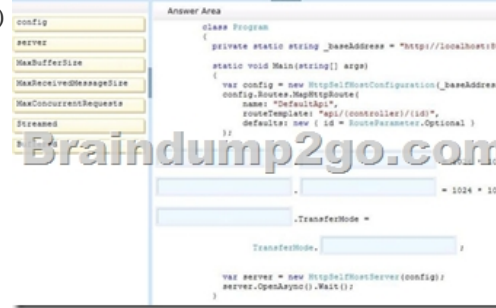 )
config
server
MaxBufferSize
MaxReceivedMessageSize
MaxConcurrentRequests
Streamed
Answer Area
class Program
{
private static string _baseAddress = "http://localhost:8
static void Main(string[] args)
{
var config = new HttpSelfHostConfiguration(_baseAddress
config.Routes.MapHttpRoute(
name: "DefaultApi",
routeTemplate: "api/{controller}/{id}",
defaults: new { id = RouteParameter.Optional }
);
Braindump2go.com
.
= 1024 * 10
.TransferMode =
TransferMode.
;
var server = new HttpSelfHostServer(config);
server.OpenAsync().Wait();
}